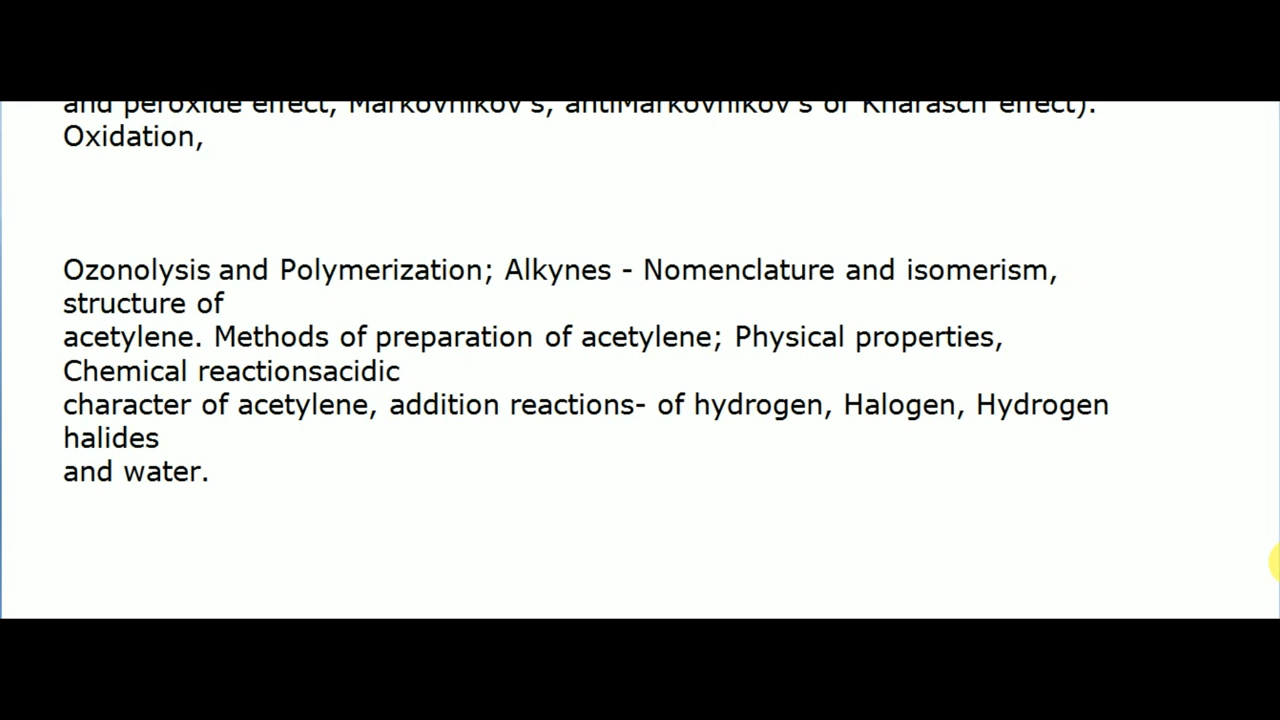 and peroxide effect, Markovnikov's, antiMarkovnikov's or Kharasch effect).
Oxidation,
Ozonolysis and Polymerization; Alkynes - Nomenclature and isomerism,
structure of
acetylene. Methods of preparation of acetylene; Physical properties,
Chemical reactionsacidic
character of acetylene, addition reactions- of hydrogen, Halogen, Hydrogen
halides
and water.